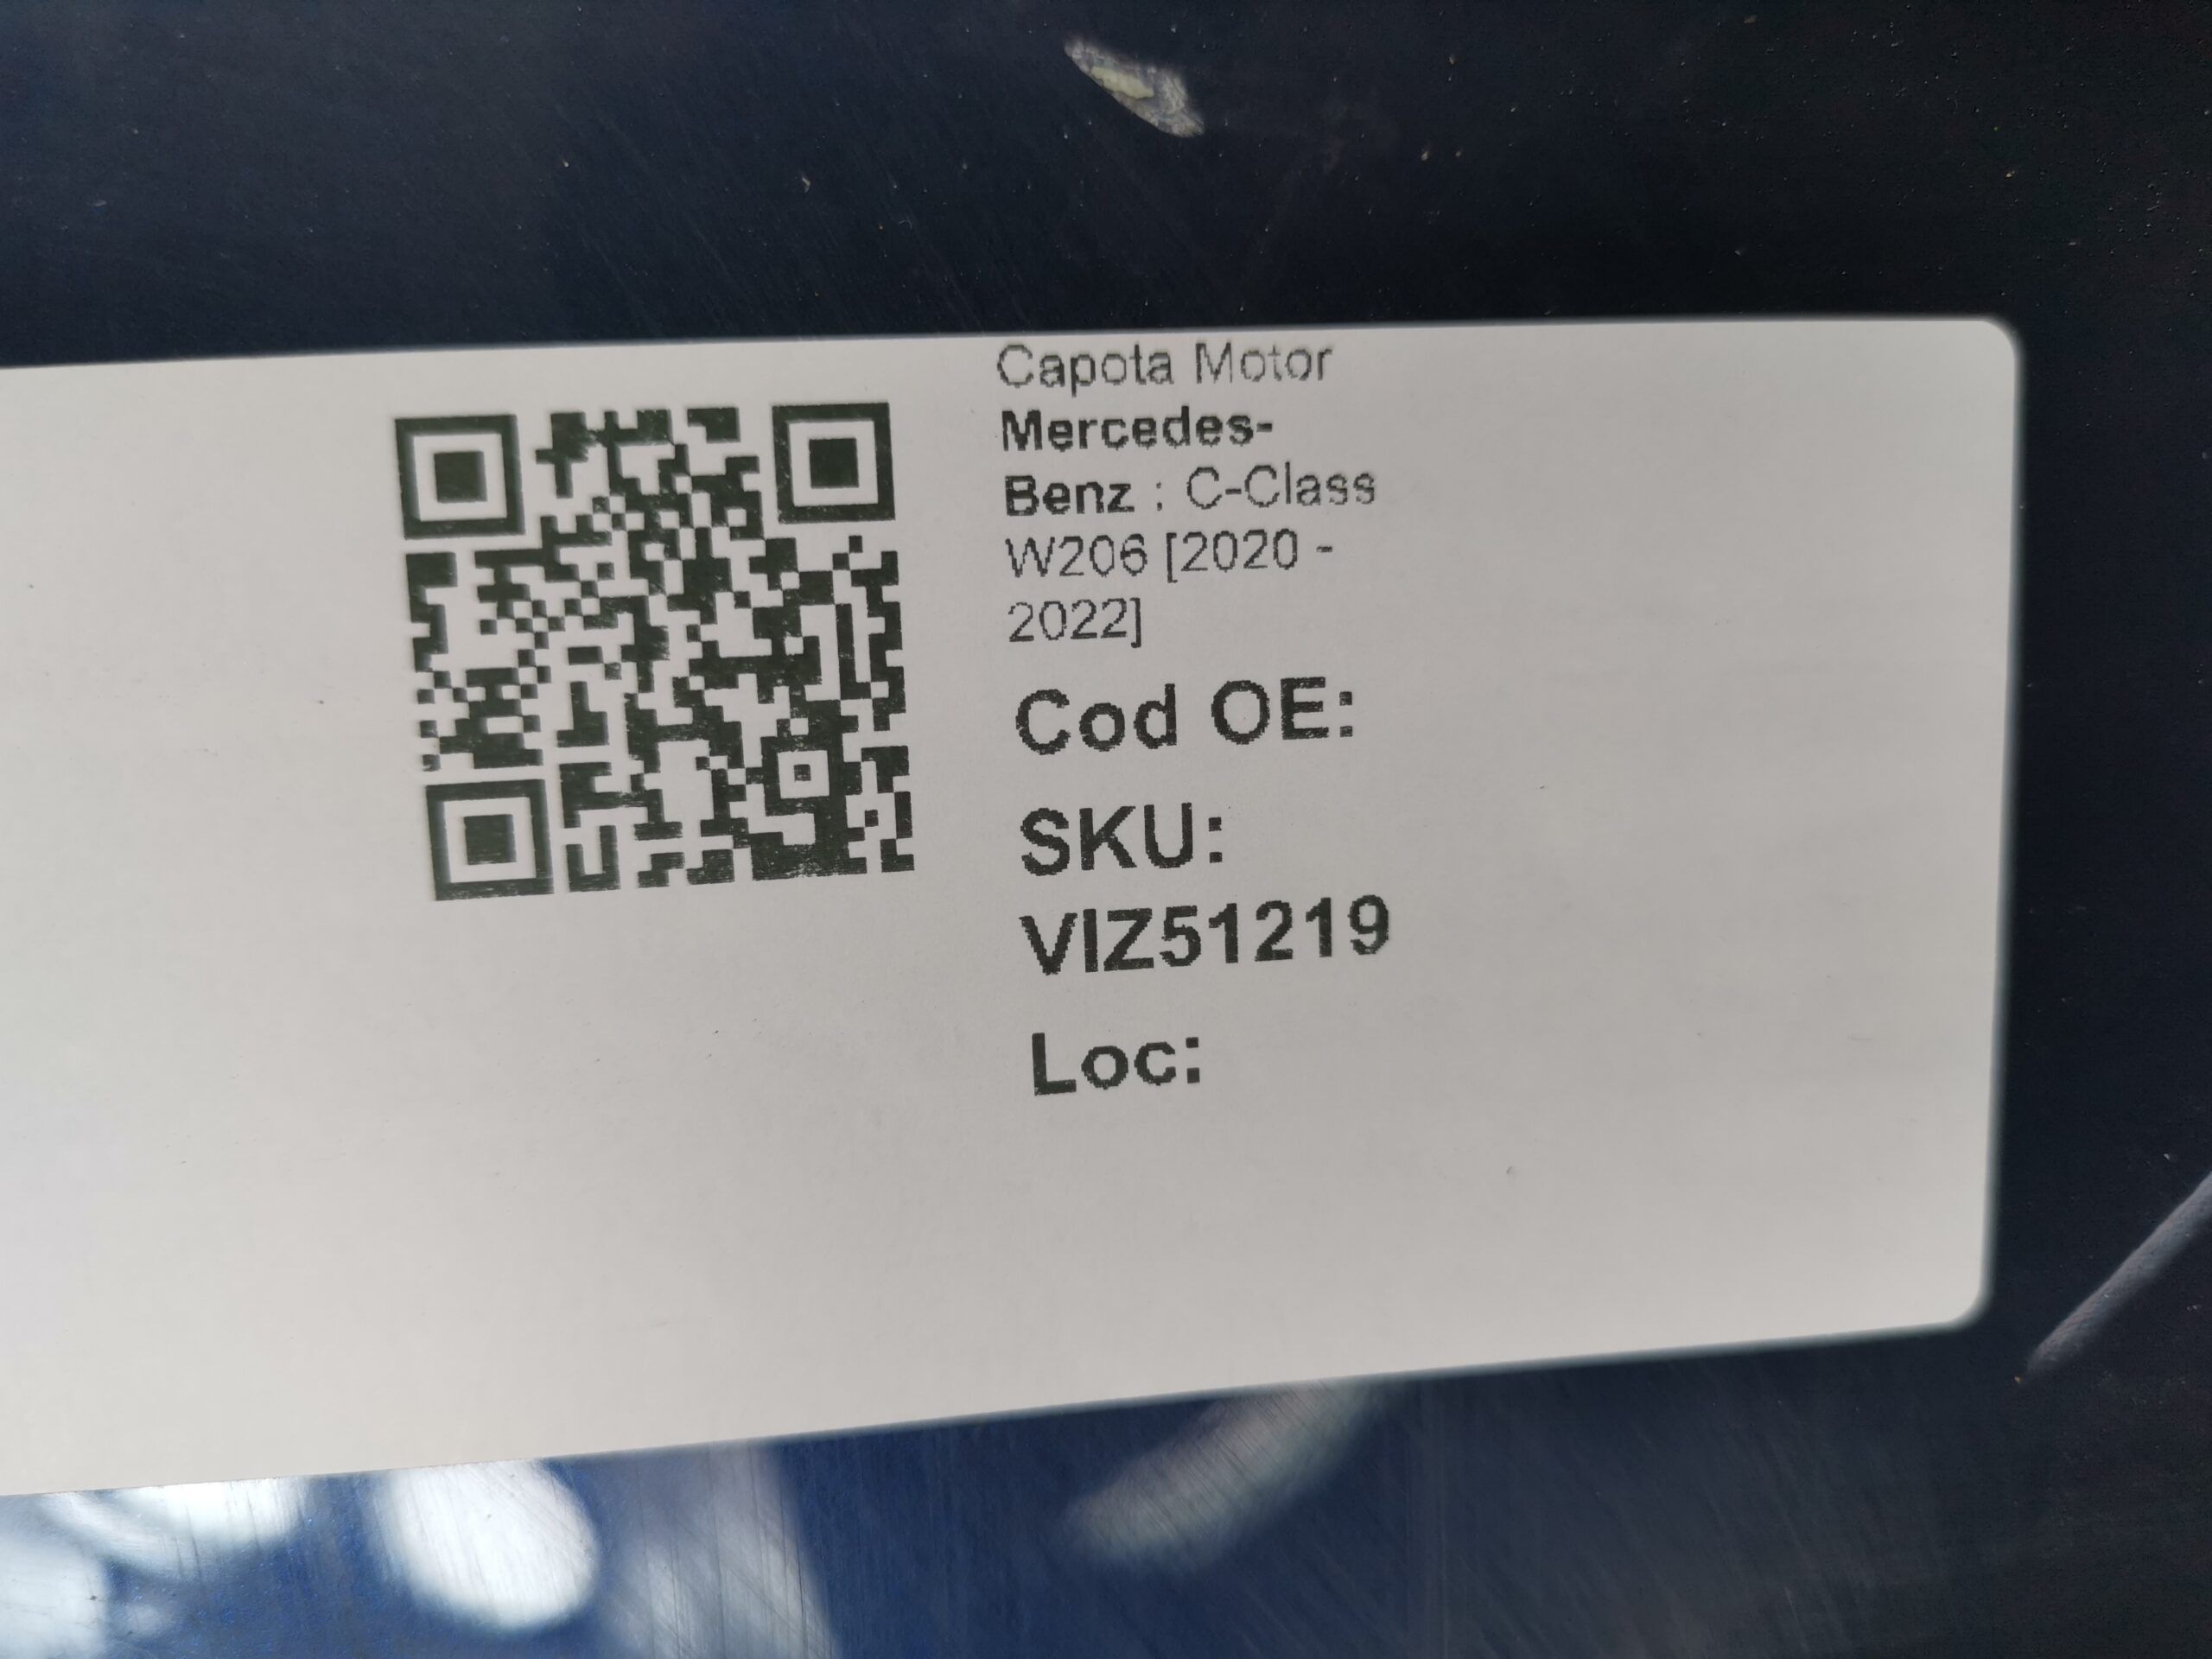 Capota Motor
Mercedes-
Benz : C-Class
W206 [2020 -
2022]
Cod OE:
SKU:
VIZ51219
Loc: